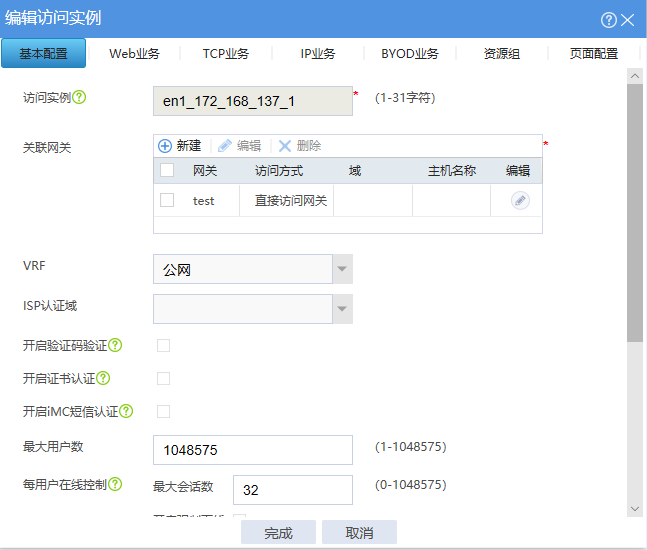 编辑访问实例
基本配置 Web业务 TCP业务 IP业务 BYOD业务 资源组 页面配置
访问实例 en1_172_168_137_1 * (1-31字符)
关联网关 新建 编辑 删除 *
网关 访问方式 域 主机名称 编辑
test 直接访问网关
VRF 公网
ISP认证域
开启验证码验证
开启证书认证
开启iMC短信认证
最大用户数 1048575 (1-1048575)
每用户在线控制 最大会话数 32 (0-1048575)
完成 取消